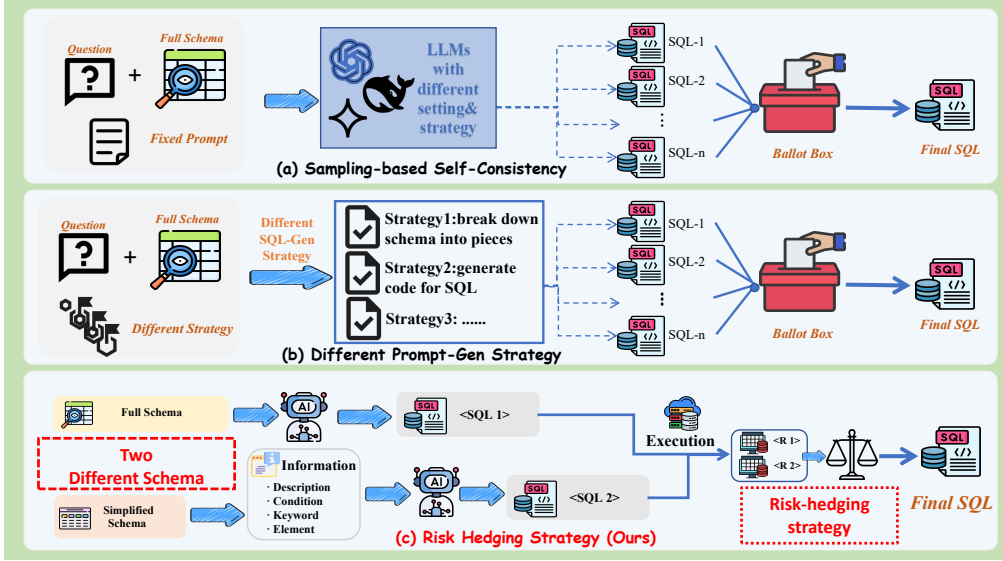 Question
Full Schema
?
+
Fixed Prompt
LLMs
with
different
setting&
strategy
SQL
</>
SQL-1
SQL
</>
SQL-2
⋮
SQL
</>
SQL-n
Ballot Box
SQL
</>
Final SQL
(a) Sampling-based Self-Consistency
Question
Full Schema
?
+
Different Strategy
Different
SQL-Gen
Strategy
Strategy1:break down
schema into pieces
Strategy2:generate
code for SQL
Strategy3: ......
SQL
</>
SQL-1
SQL
</>
SQL-2
⋮
SQL
</>
SQL-n
Ballot Box
SQL
</>
Final SQL
(b) Different Prompt-Gen Strategy
Full Schema
AI
SQL
</>
<SQL 1>
Two
Different Schema
Simplified
Schema
Information
· Description
· Condition
· Keyword
· Element
AI
SQL
</>
<SQL 2>
Execution
<R 1>
<R 2>
Risk-hedging
strategy
SQL
</>
Final SQL
(c) Risk Hedging Strategy (Ours)